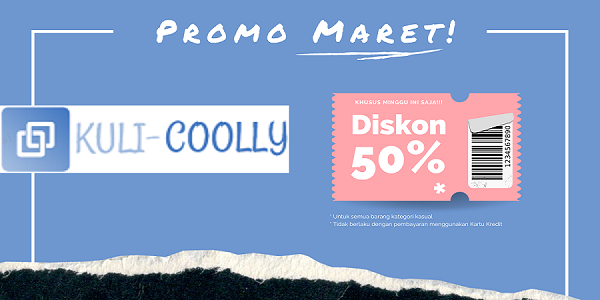 Promo Maret!
KULI-COOLLY
KHUSUS MINGGU INI SAJA!!!
Diskon
50%
*
1234567890
* Untuk semua barang kategori kasual
* Tidak berlaku dengan pembayaran menggunakan Kartu Kredit